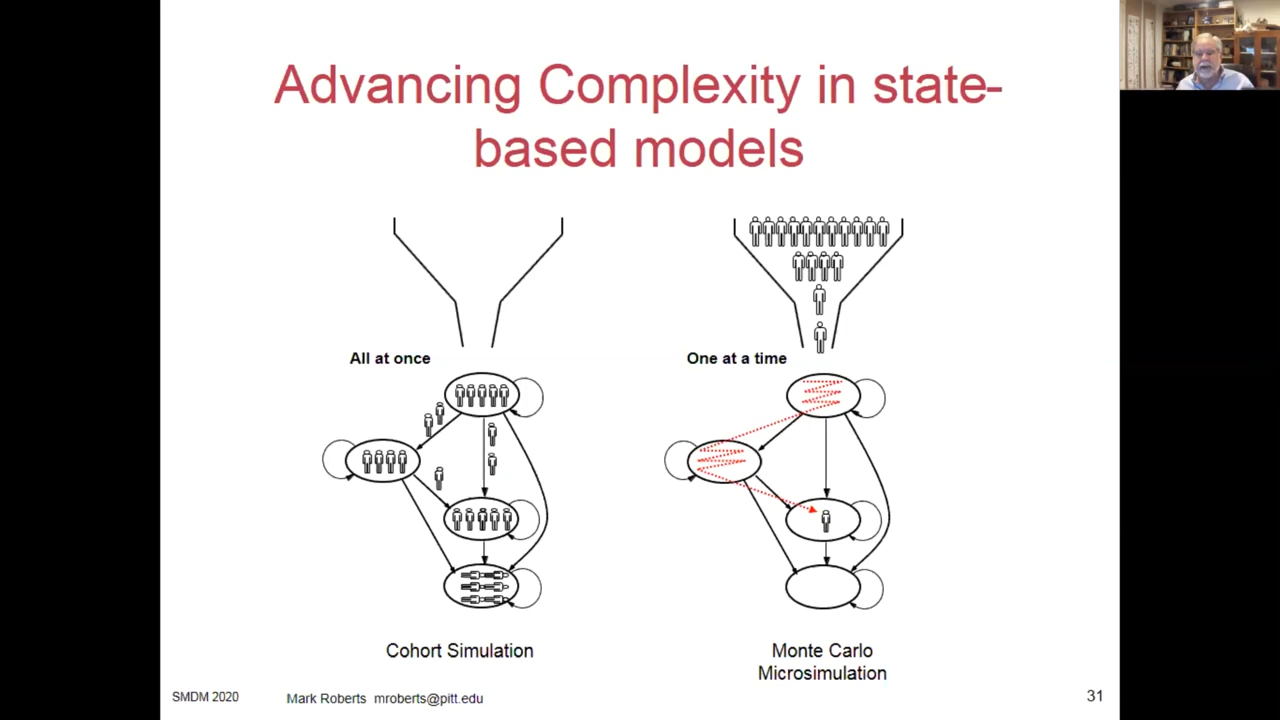 Advancing Complexity in state-
based models
All at once
One at a time
Cohort Simulation
Monte Carlo
Microsimulation
SMDM 2020
Mark Roberts mroberts@pitt.edu
31